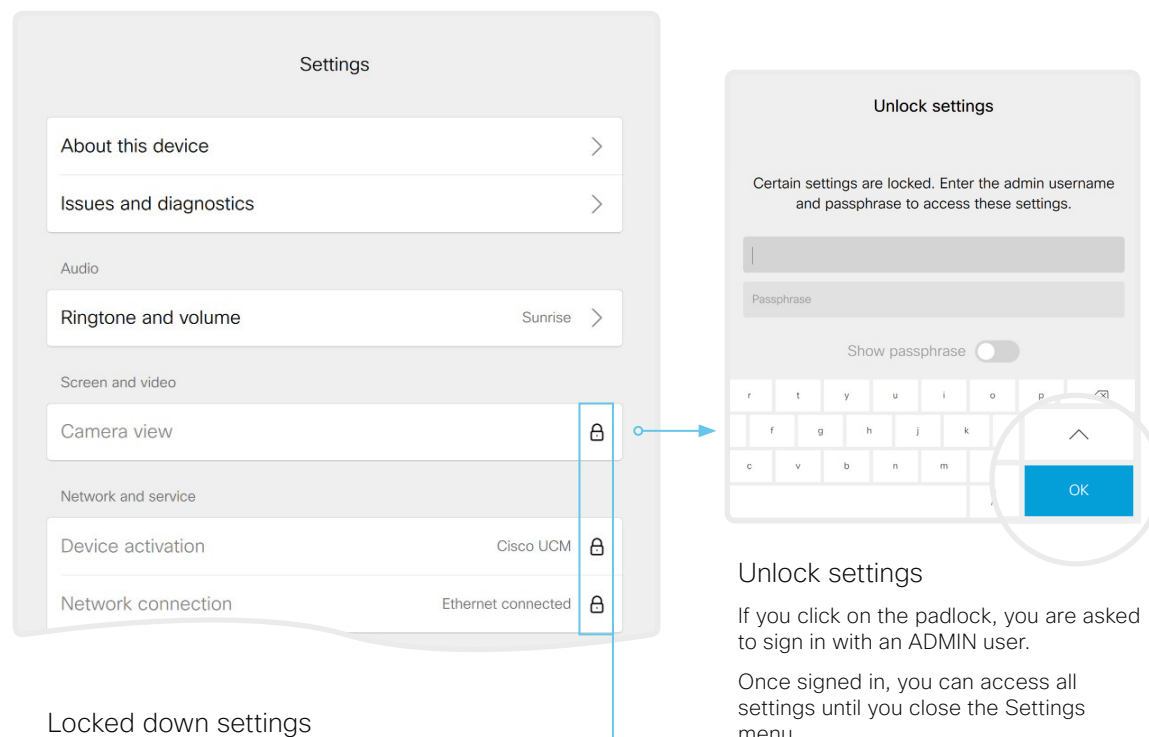 Settings
About this device
Issues and diagnostics
Audio
Ringtone and volume Sunrise
Screen and video
Camera view
Network and service
Device activation Cisco UCM
Network connection Ethernet connected
Locked down settings
Unlock settings
Certain settings are locked. Enter the admin username
and passphrase to access these settings.
Passphrase
Show passphrase
r t y u i o p
f g h j k
c v b n m
OK
Unlock settings
If you click on the padlock, you are asked
to sign in with an ADMIN user.
Once signed in, you can access all
settings until you close the Settings
menu